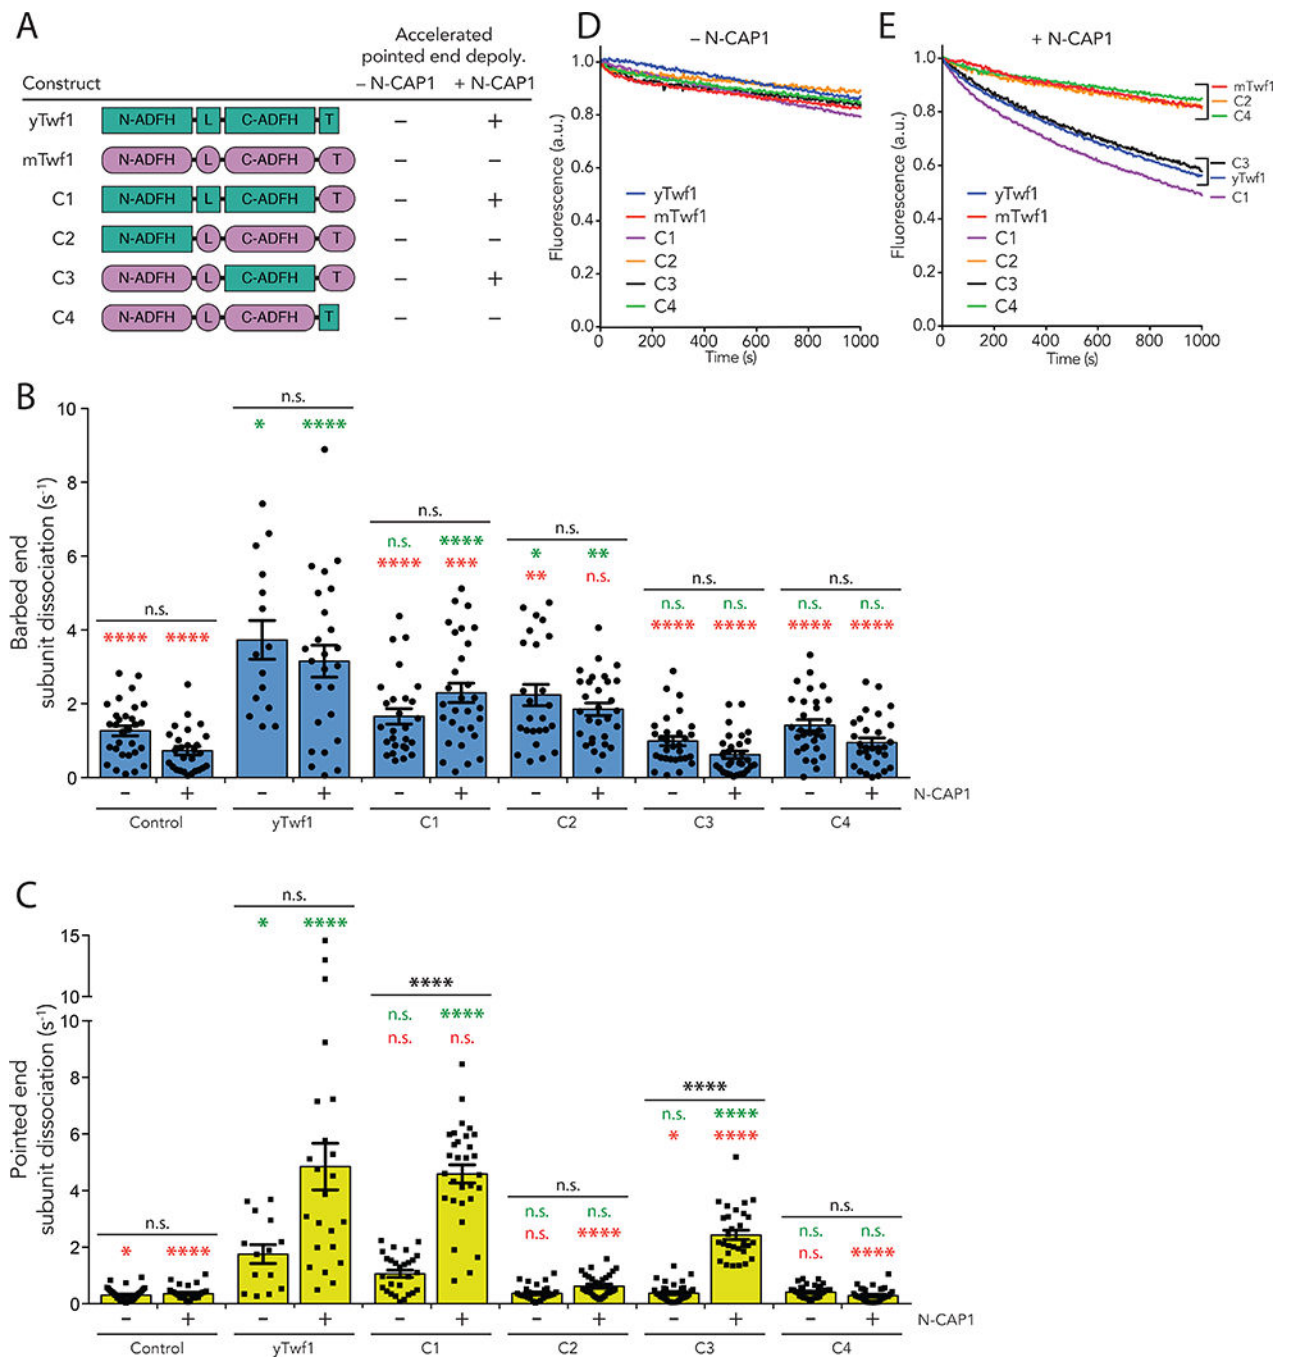 A
Accelerated
pointed end depoly.
Construct – N-CAP1 + N-CAP1
yTwf1 N-ADFH L C-ADFH T – +
mTwf1 N-ADFH L C-ADFH T – –
C1 N-ADFH L C-ADFH T – +
C2 N-ADFH L C-ADFH T – –
C3 N-ADFH L C-ADFH T – +
C4 N-ADFH L C-ADFH T – –
D
– N-CAP1
Fluorescence (a.u.)
1.0
0.8
0.6
0.4
0.2
0.0
yTwf1
mTwf1
C1
C2
C3
C4
0 200 400 600 800 1000
Time (s)
E
+ N-CAP1
Fluorescence (a.u.)
1.0
0.8
0.6
0.4
0.2
0.0
mTwf1
C2
C4
C3
yTwf1
C1
yTwf1
mTwf1
C1
C2
C3
C4
0 200 400 600 800 1000
Time (s)
B
Barbed end
subunit dissociation (s⁻¹)
10
8
6
4
2
0
n.s. n.s. n.s. n.s. n.s. n.s.
* **** n.s. **** * ** n.s. n.s. n.s. n.s.
**** **** **** *** ** n.s. **** **** **** ****
– + – + – + – + – + – + N-CAP1
Control yTwf1 C1 C2 C3 C4
C
Pointed end
subunit dissociation (s⁻¹)
15
10
10
8
6
4
2
0
n.s. n.s. **** n.s. **** n.s.
* **** n.s. **** n.s. n.s. n.s. **** n.s. n.s.
* **** n.s. n.s. n.s. **** * **** n.s. ****
– + – + – + – + – + – + N-CAP1
Control yTwf1 C1 C2 C3 C4